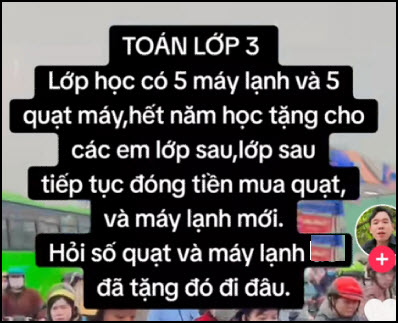 TOÁN LỚP 3
Lớp học có 5 máy lạnh và 5
quạt máy,hết năm học tặng cho
các em lớp sau,lớp sau
tiếp tục đóng tiền mua quạt,
và máy lạnh mới.
Hỏi số quạt và máy lạnh
đã tặng đó đi đâu.